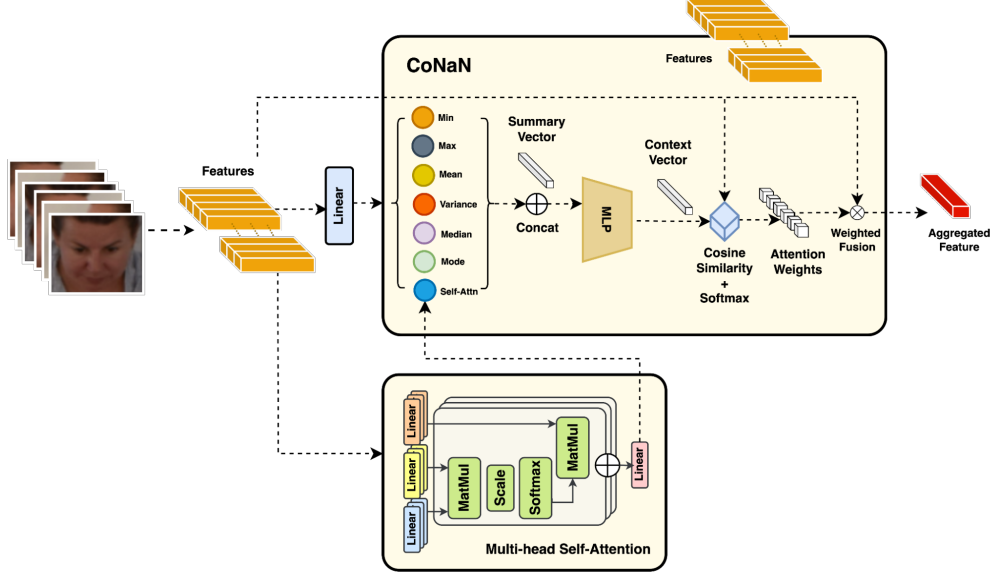 CoNaN
Features
Features
Linear
Min
Max
Mean
Variance
Median
Mode
Self-Attn
Summary
Vector
Concat
MLP
Context
Vector
Cosine
Similarity
+
Softmax
Attention
Weights
Weighted
Fusion
Aggregated
Feature
Linear
Linear
Linear
MatMul
Scale
Softmax
MatMul
Linear
Multi-head Self-Attention